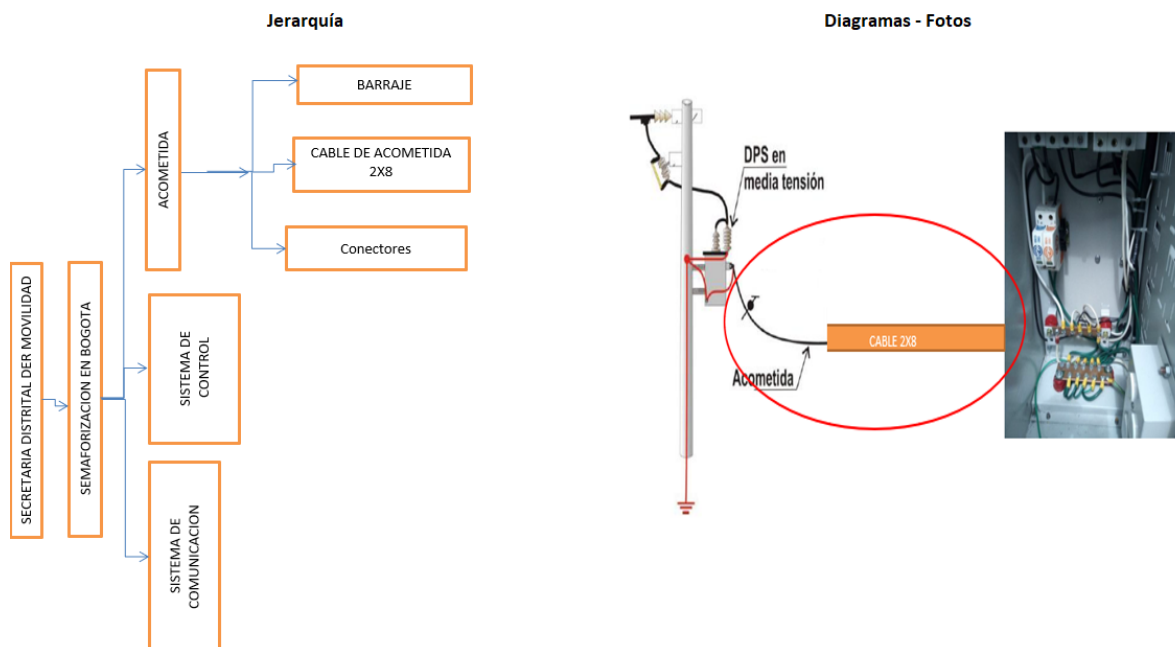 Jerarquía
Diagramas - Fotos
SECRETARIA DISTRITAL DER MOVILIDAD
SEMAFORIZACION EN BOGOTA
ACOMETIDA
BARRAJE
CABLE DE ACOMETIDA
2X8
Conectores
SISTEMA DE
CONTROL
SISTEMA DE
COMUNICACION
DPS en
media tensión
CABLE 2X8
Acometida